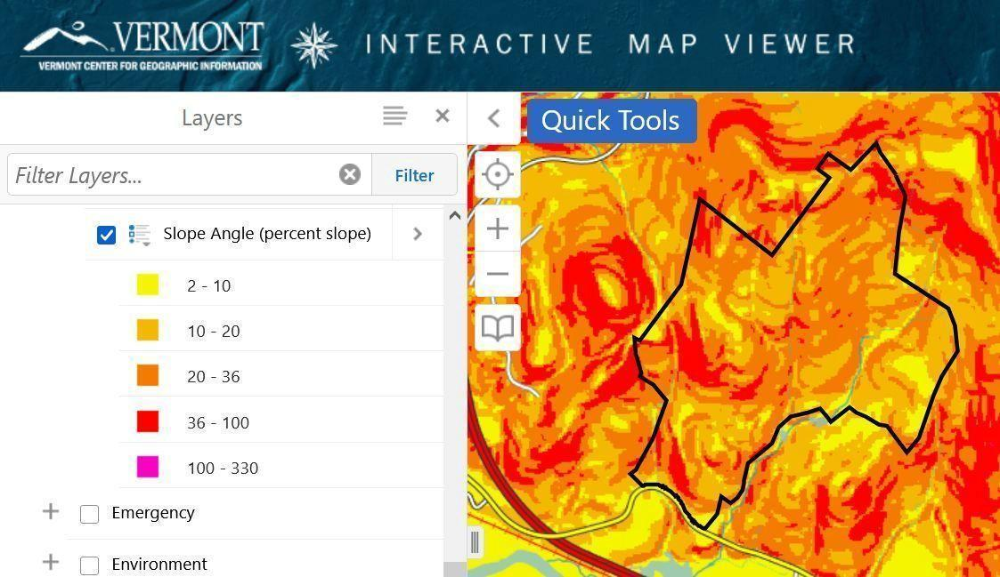 VERMONT
VERMONT CENTER FOR GEOGRAPHIC INFORMATION
INTERACTIVE MAP VIEWER
Layers
Quick Tools
Filter Layers...
Filter
Slope Angle (percent slope)
2 - 10
10 - 20
20 - 36
36 - 100
100 - 330
Emergency
Environment